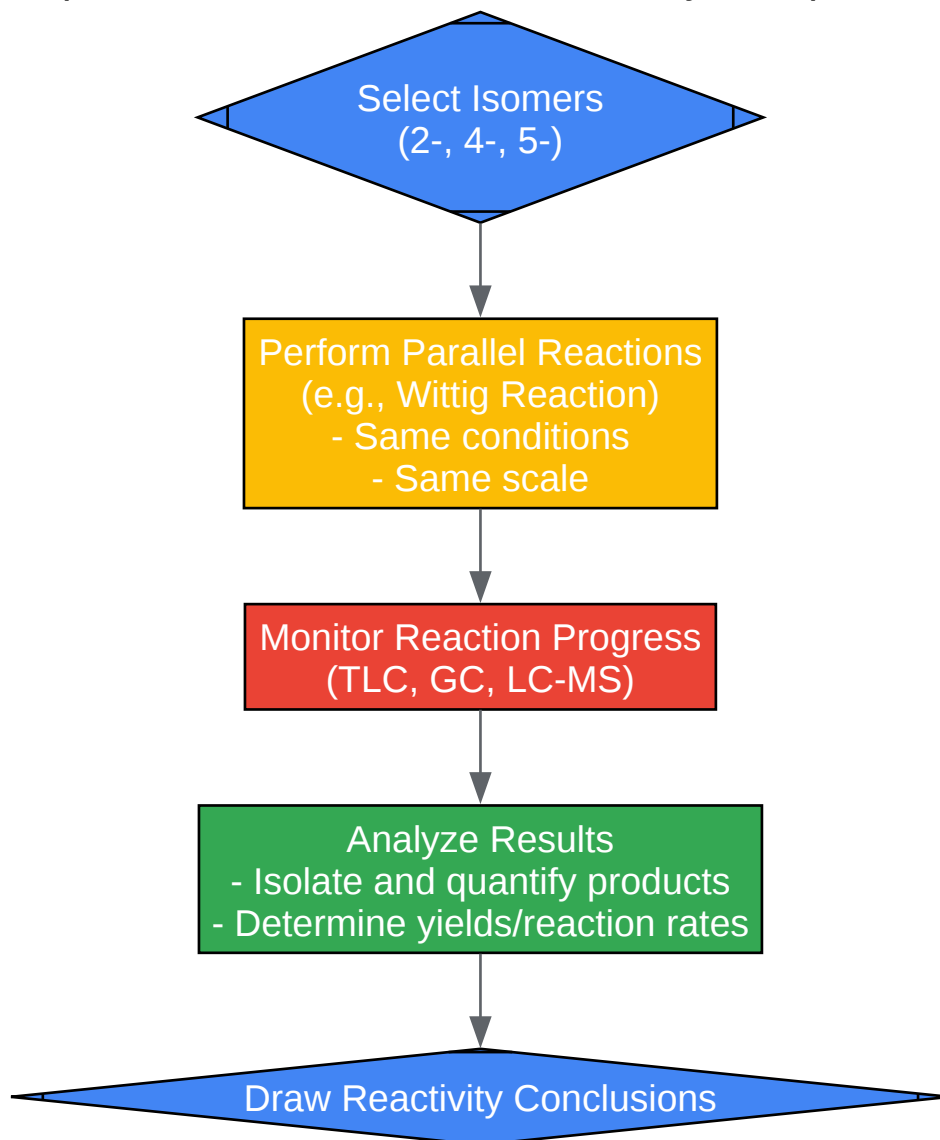 Select Isomers
(2-, 4-, 5-)
Perform Parallel Reactions
(e.g., Wittig Reaction)
- Same conditions
- Same scale
Monitor Reaction Progress
(TLC, GC, LC-MS)
Analyze Results
- Isolate and quantify products
- Determine yields/reaction rates
Draw Reactivity Conclusions